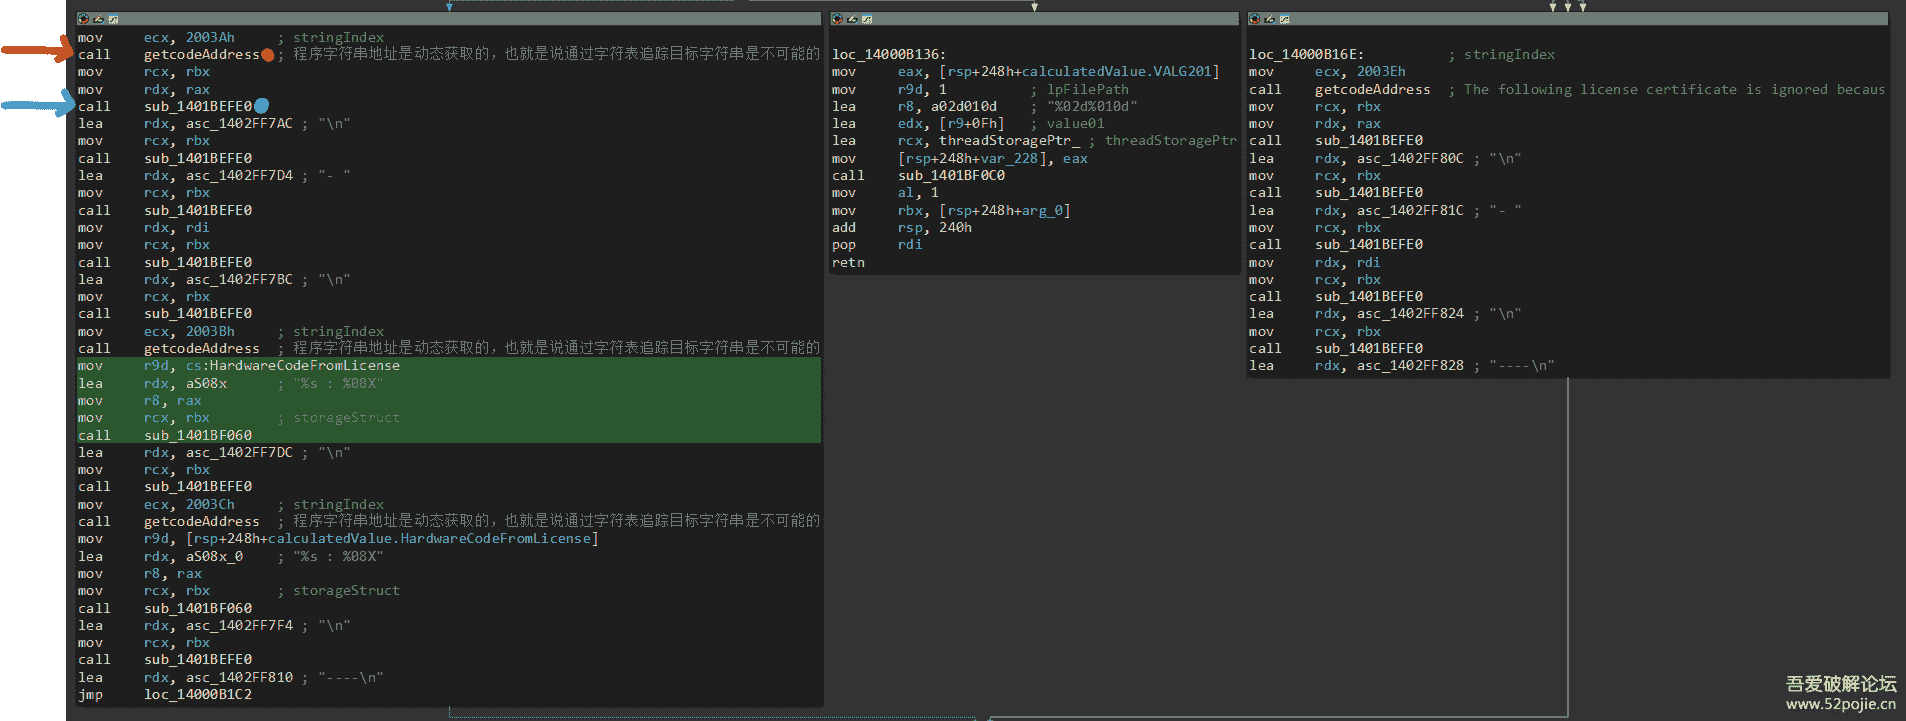 mov ecx, 2003Ah ; stringIndex
call getcodeAddress ; 程序字符串地址是动态获取的，也就是说通过字符表追踪目标字符串是不可能的
mov rcx, rbx
mov rdx, rax
call sub_1401BEFE0
lea rdx, asc_1402FF7AC ; "\n"
mov rcx, rbx
call sub_1401BEFE0
lea rdx, asc_1402FF7D4 ; "- "
mov rcx, rbx
call sub_1401BEFE0
mov rdx, rdi
mov rcx, rbx
call sub_1401BEFE0
lea rdx, asc_1402FF7BC ; "\n"
mov rcx, rbx
call sub_1401BEFE0
mov ecx, 2003Bh ; stringIndex
call getcodeAddress ; 程序字符串地址是动态获取的，也就是说通过字符表追踪目标字符串是不可能的
mov r9d, cs:HardwareCodeFromLicense
lea rdx, aS08x ; "%s : %08X"
mov r8, rax
mov rcx, rbx ; storageStruct
call sub_1401BF060
lea rdx, asc_1402FF7DC ; "\n"
mov rcx, rbx
call sub_1401BEFE0
mov ecx, 2003Ch ; stringIndex
call getcodeAddress ; 程序字符串地址是动态获取的，也就是说通过字符表追踪目标字符串是不可能的
mov r9d, [rsp+248h+calculatedValue.HardwareCodeFromLicense]
lea rdx, aS08x_0 ; "%s : %08X"
mov r8, rax
mov rcx, rbx ; storageStruct
call sub_1401BF060
lea rdx, asc_1402FF7F4 ; "\n"
mov rcx, rbx
call sub_1401BEFE0
lea rdx, asc_1402FF810 ; "----\n"
jmp loc_14000B1C2
loc_14000B136:
mov eax, [rsp+248h+calculatedValue.VALG201]
mov r9d, 1 ; lpFilePath
lea r8, a02d010d ; "%02d%010d"
lea edx, [r9+0Fh] ; value01
lea rcx, threadStoragePtr_ ; threadStoragePtr
mov [rsp+248h+var_228], eax
call sub_1401BF0C0
mov al, 1
mov rbx, [rsp+248h+arg_0]
add rsp, 240h
pop rdi
retn
loc_14000B16E: ; stringIndex
mov ecx, 2003Eh
call getcodeAddress ; The following license certificate is ignored becaus
mov rcx, rbx
mov rdx, rax
call sub_1401BEFE0
lea rdx, asc_1402FF80C ; "\n"
mov rcx, rbx
call sub_1401BEFE0
lea rdx, asc_1402FF81C ; "- "
mov rcx, rbx
call sub_1401BEFE0
mov rdx, rdi
mov rcx, rbx
call sub_1401BEFE0
lea rdx, asc_1402FF824 ; "\n"
mov rcx, rbx
call sub_1401BEFE0
lea rdx, asc_1402FF828 ; "----\n"
吾爱破解论坛
www.52pojie.cn